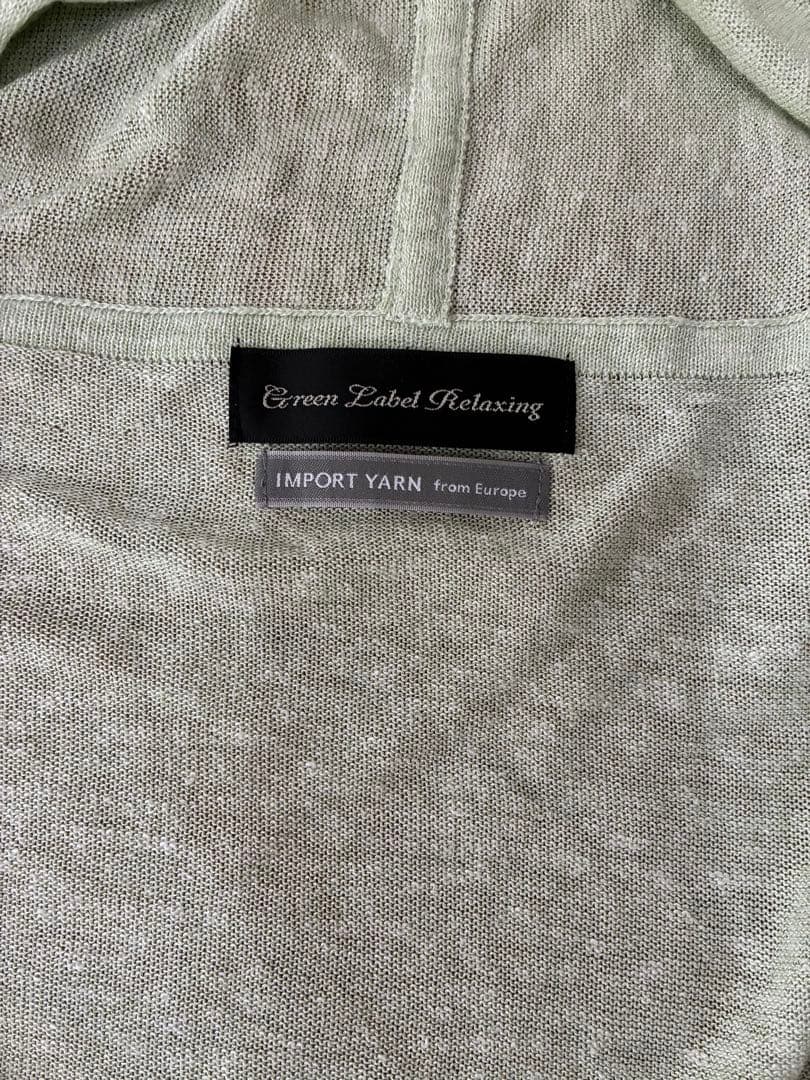 Green Label Relaxing
IMPORT YARN from Europe